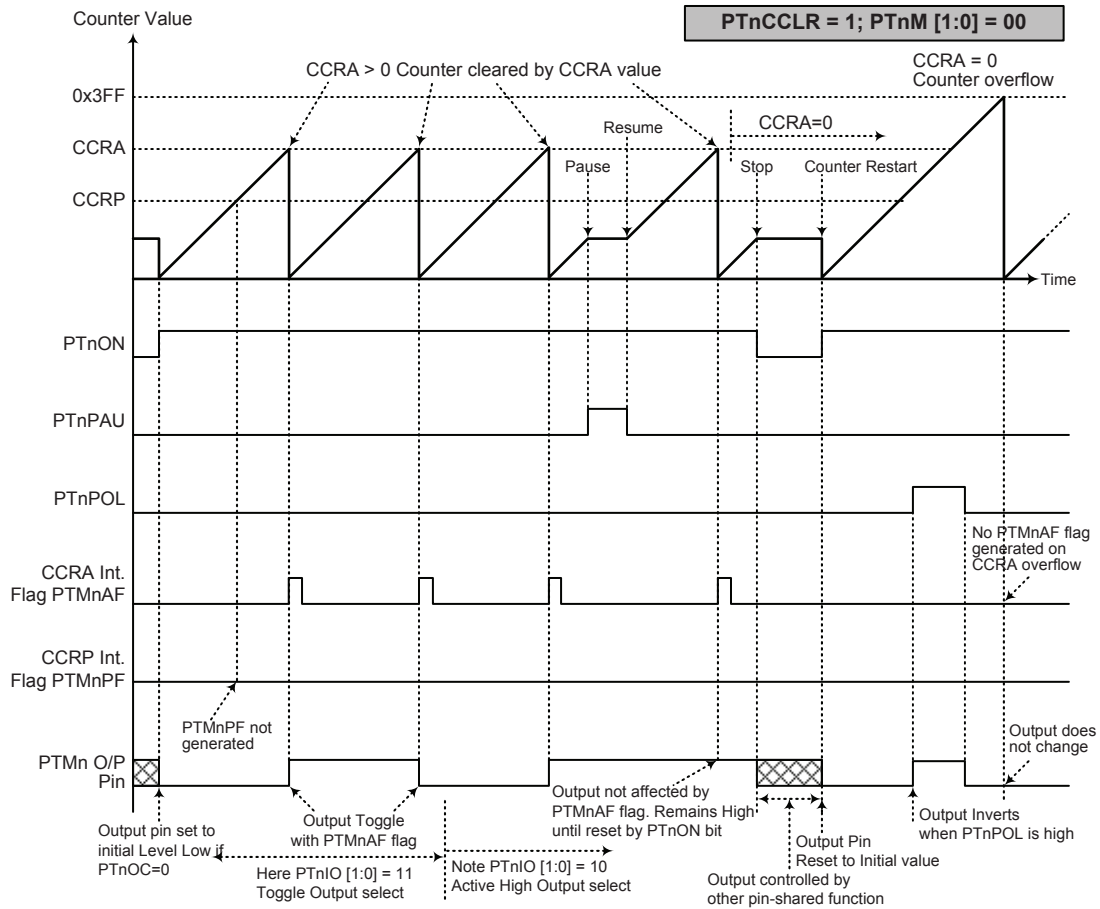 Counter Value
PTnCCLR = 1; PTnM [1:0] = 00
CCRA > 0 Counter cleared by CCRA value
CCRA = 0
Counter overflow
0x3FF
CCRA
CCRP
Resume
CCRA=0
Pause
Stop
Counter Restart
Time
PTnON
PTnPAU
PTnPOL
No PTMnAF flag
generated on
CCRA overflow
CCRA Int.
Flag PTMnAF
CCRP Int.
Flag PTMnPF
PTMnPF not
generated
Output does
not change
PTMn O/P
Pin
Output pin set to
initial Level Low if
PTnOC=0
Output Toggle
with PTMnAF flag
Output not affected by
PTMnAF flag. Remains High
until reset by PTnON bit
Output Inverts
when PTnPOL is high
Output Pin
Reset to Initial value
Here PTnIO [1:0] = 11
Toggle Output select
Note PTnIO [1:0] = 10
Active High Output select
Output controlled by
other pin-shared function